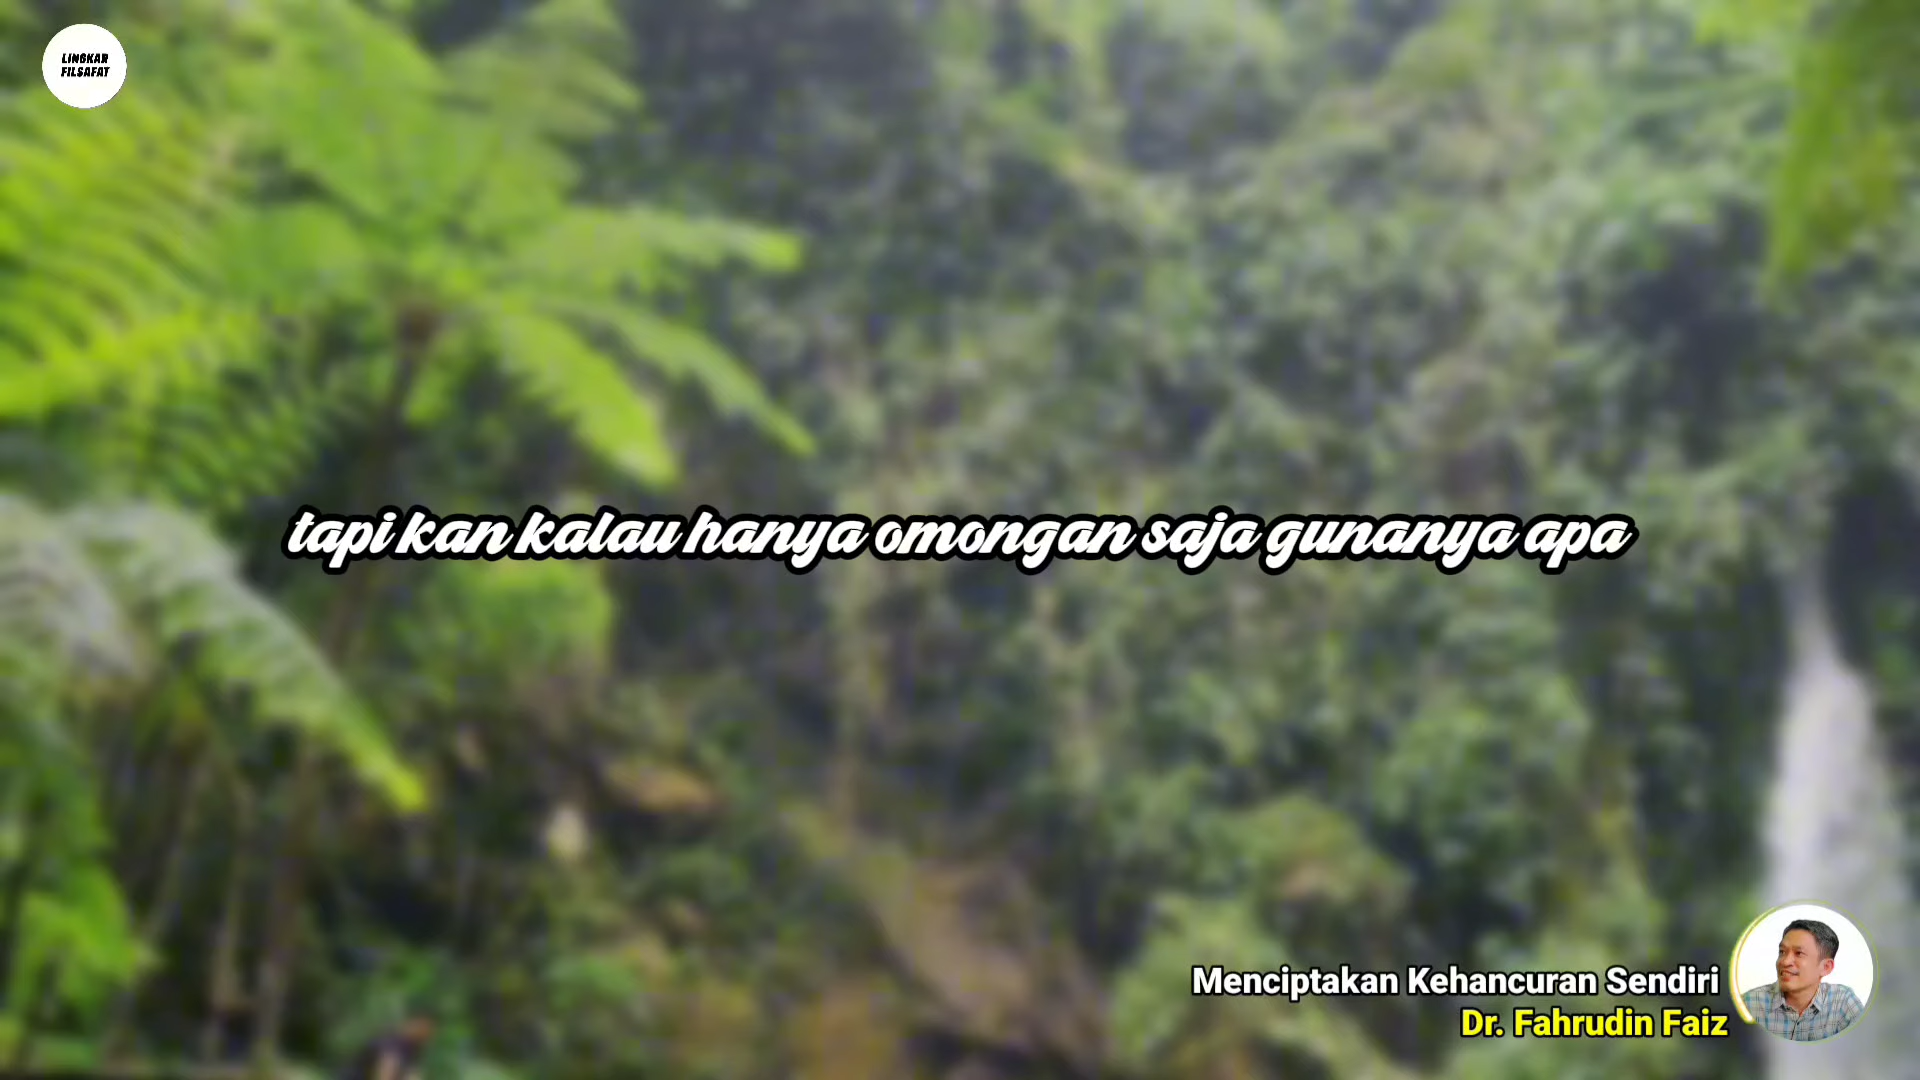 LINGKAR
FILSAFAT
tapi kan kalau hanya omongan saja gunanya apa
Menciptakan Kehancuran Sendiri
Dr. Fahrudin Faiz